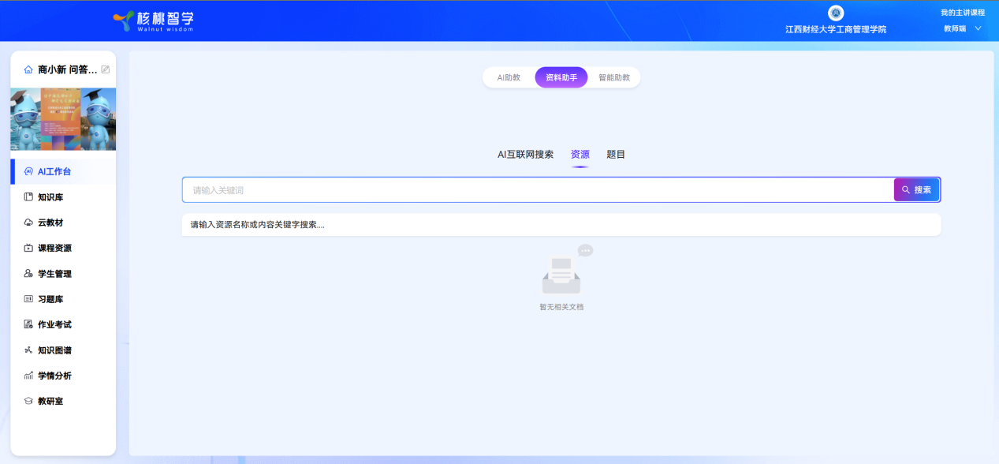 核桃智学
Walnut wisdom
江西财经大学工商管理学院
我的主讲课程
教师端
商小新 问答...
AI工作台
知识库
云教材
课程资源
学生管理
习题库
作业考试
知识图谱
学情分析
教研室
AI助教
资料助手
智能助教
AI互联网搜索
资源
题目
请输入关键词
搜索
请输入资源名称或内容关键字搜索....
暂无相关文档